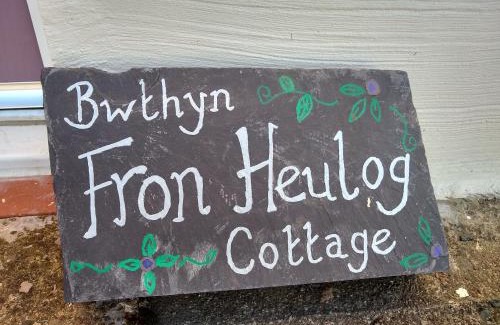 Bwthyn
Fron Heulog
Cottage